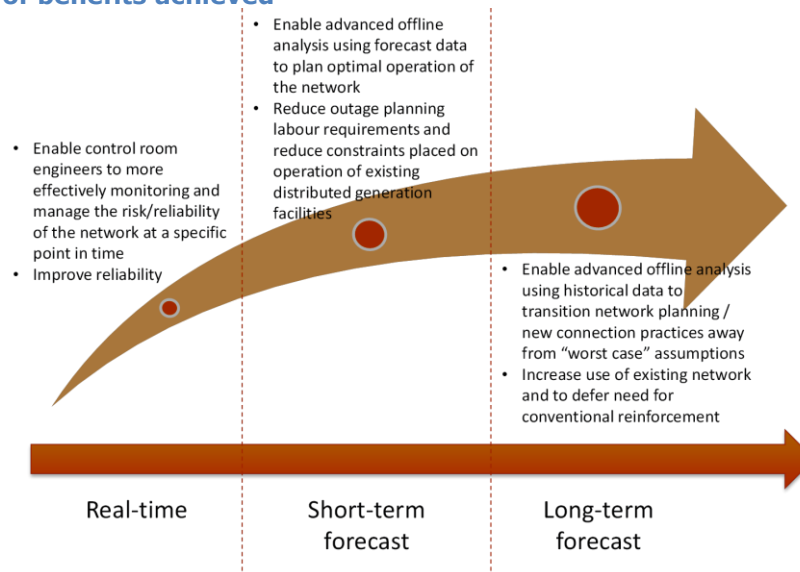 of benefits achieved
• Enable control room
engineers to more
effectively monitoring and
manage the risk/reliability
of the network at a specific
point in time
• Improve reliability
• Enable advanced offline
analysis using forecast data
to plan optimal operation of
the network
• Reduce outage planning
labour requirements and
reduce constraints placed on
operation of existing
distributed generation
facilities
• Enable advanced offline analysis
using historical data to
transition network planning /
new connection practices away
from “worst case” assumptions
• Increase use of existing network
and to defer need for
conventional reinforcement
Real-time
Short-term
forecast
Long-term
forecast